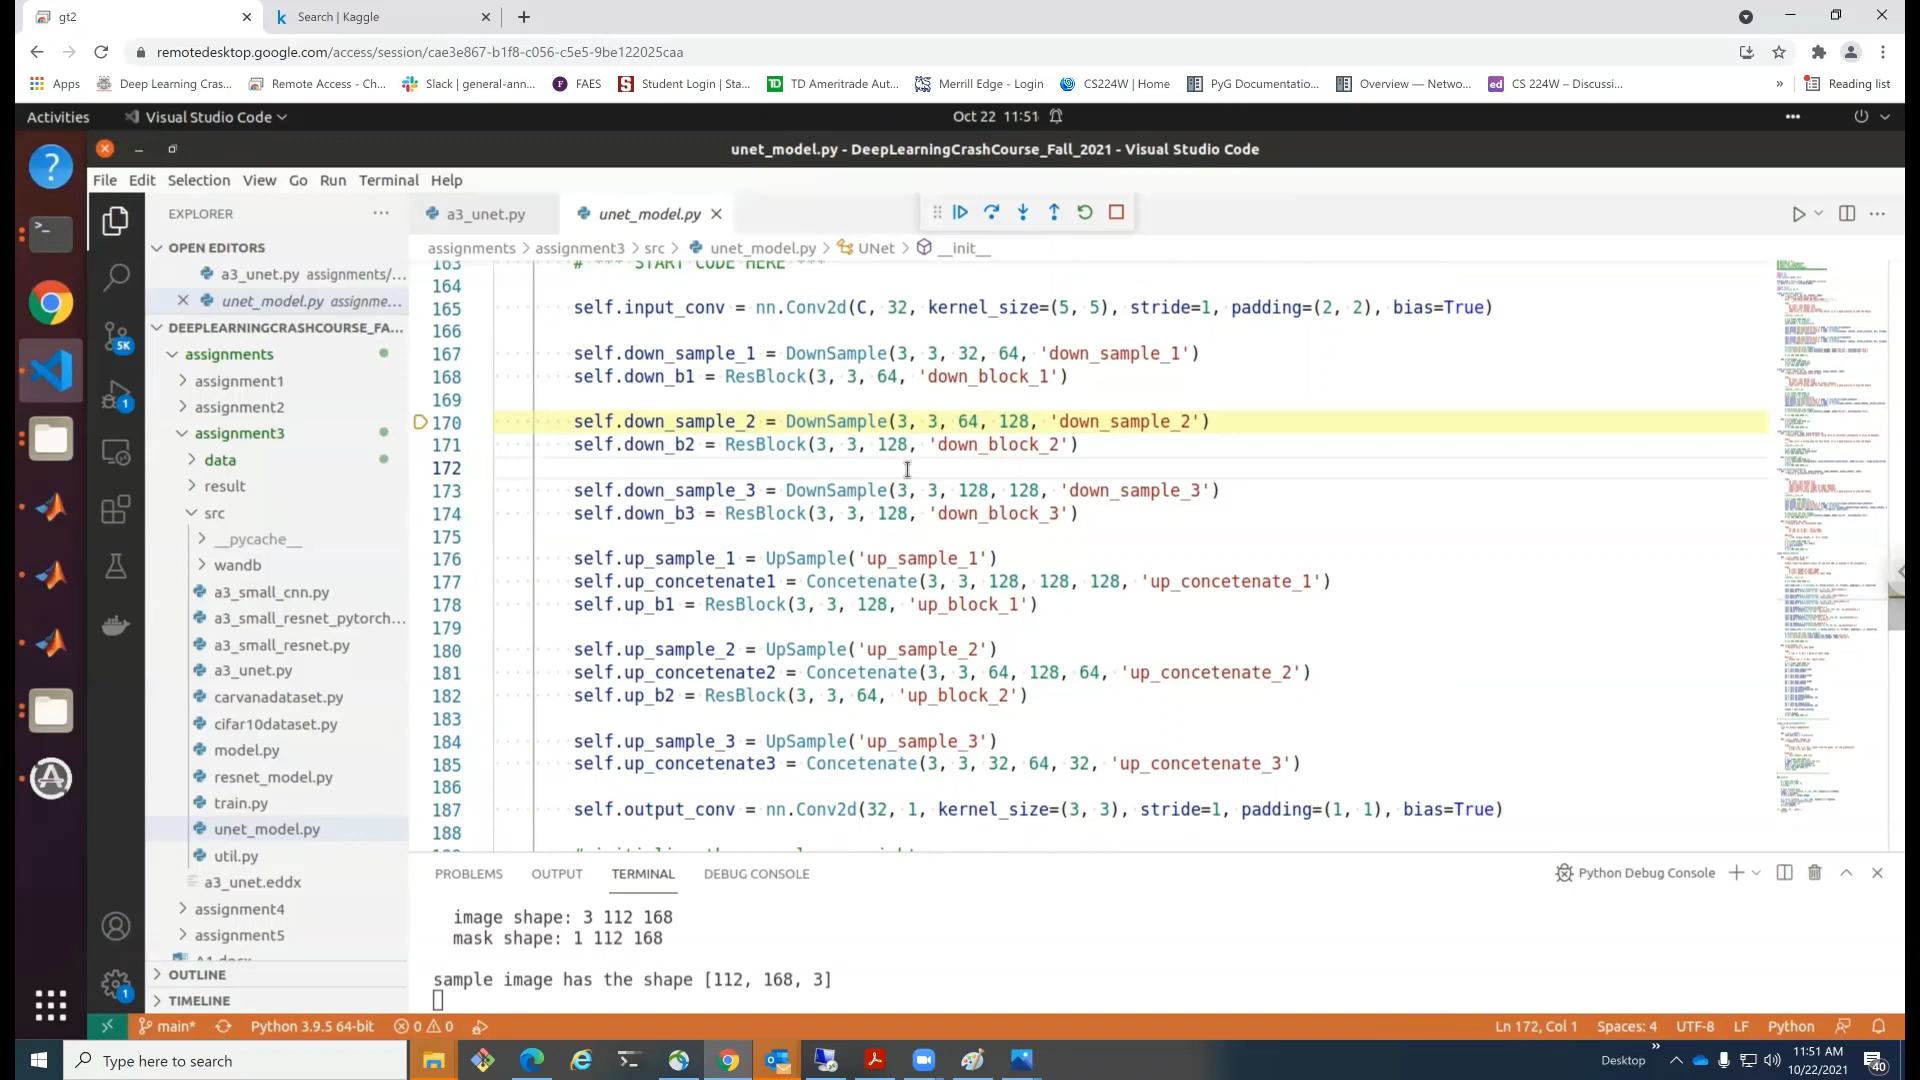 gt2
Search | Kaggle
remotedesktop.google.com/access/session/cae3e867-b1f8-c056-c5e5-9be122025caa
Apps Deep Learning Cras... Remote Access - Ch... Slack | general-ann... FAES Student Login | Sta... TD Ameritrade Aut... Merrill Edge - Login CS224W | Home PyG Documentatio... Overview — Netwo... CS 224W – Discussi... » Reading list
Activities Visual Studio Code Oct 22 11:51
unet_model.py - DeepLearningCrashCourse_Fall_2021 - Visual Studio Code
File Edit Selection View Go Run Terminal Help
EXPLORER
OPEN EDITORS
a3_unet.py assignments/...
unet_model.py assignme...
DEEPLEARNINGCRASHCOURSE_FA...
assignments
assignment1
assignment2
assignment3
data
result
src
__pycache__
wandb
a3_small_cnn.py
a3_small_resnet_pytorch...
a3_small_resnet.py
a3_unet.py
carvanadataset.py
cifar10dataset.py
model.py
resnet_model.py
train.py
unet_model.py
util.py
a3_unet.eddx
assignment4
assignment5
A1.docx
OUTLINE
TIMELINE
5K
1
1
a3_unet.py unet_model.py
assignments > assignment3 > src > unet_model.py > UNet > __init__
163 # *** START CODE HERE ***
164
165 self.input_conv = nn.Conv2d(C, 32, kernel_size=(5, 5), stride=1, padding=(2, 2), bias=True)
166
167 self.down_sample_1 = DownSample(3, 3, 32, 64, 'down_sample_1')
168 self.down_b1 = ResBlock(3, 3, 64, 'down_block_1')
169
170 self.down_sample_2 = DownSample(3, 3, 64, 128, 'down_sample_2')
171 self.down_b2 = ResBlock(3, 3, 128, 'down_block_2')
172
173 self.down_sample_3 = DownSample(3, 3, 128, 128, 'down_sample_3')
174 self.down_b3 = ResBlock(3, 3, 128, 'down_block_3')
175
176 self.up_sample_1 = UpSample('up_sample_1')
177 self.up_concetenate1 = Concetenate(3, 3, 128, 128, 128, 'up_concetenate_1')
178 self.up_b1 = ResBlock(3, 3, 128, 'up_block_1')
179
180 self.up_sample_2 = UpSample('up_sample_2')
181 self.up_concetenate2 = Concetenate(3, 3, 64, 128, 64, 'up_concetenate_2')
182 self.up_b2 = ResBlock(3, 3, 64, 'up_block_2')
183
184 self.up_sample_3 = UpSample('up_sample_3')
185 self.up_concetenate3 = Concetenate(3, 3, 32, 64, 32, 'up_concetenate_3')
186
187 self.output_conv = nn.Conv2d(32, 1, kernel_size=(3, 3), stride=1, padding=(1, 1), bias=True)
188
PROBLEMS OUTPUT TERMINAL DEBUG CONSOLE Python Debug Console
image shape: 3 112 168
mask shape: 1 112 168
sample image has the shape [112, 168, 3]
main* Python 3.9.5 64-bit 0 0 Ln 172, Col 1 Spaces: 4 UTF-8 LF Python
Type here to search
Desktop »
11:51 AM
10/22/2021
40